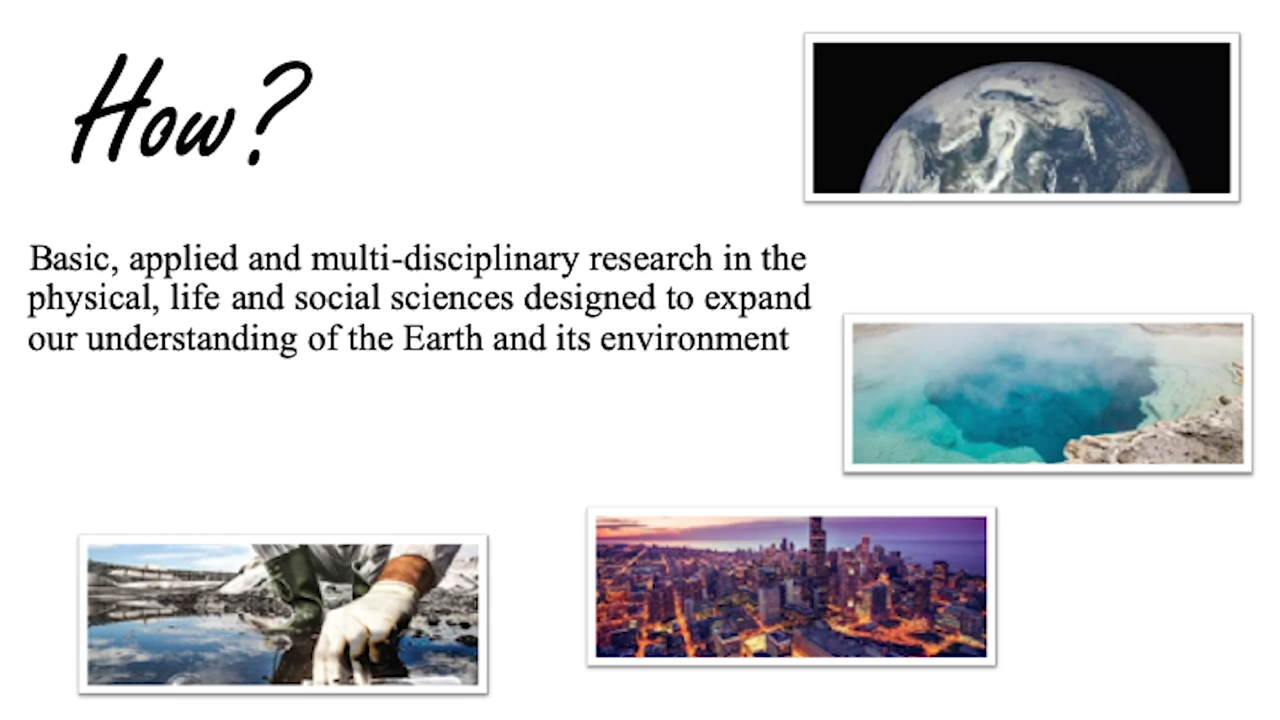 How?
Basic, applied and multi-disciplinary research in the
physical, life and social sciences designed to expand
our understanding of the Earth and its environment